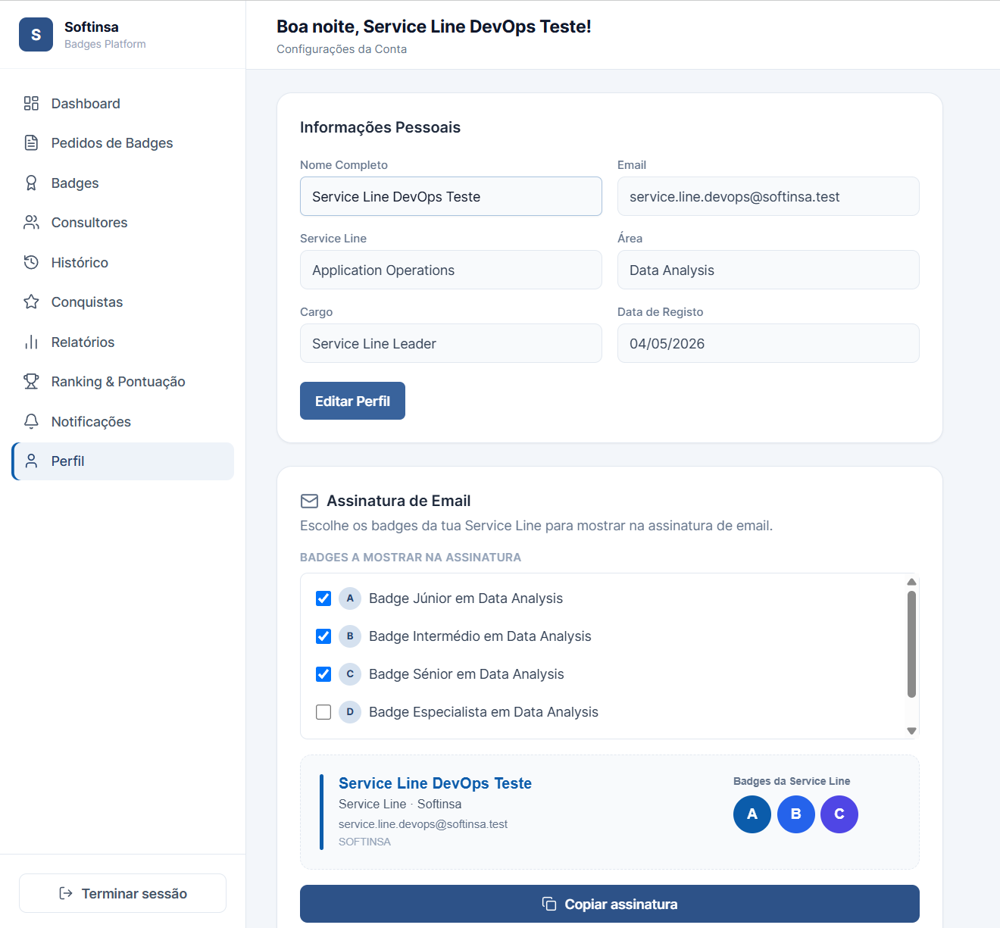 S
Softinsa
Badges Platform
Dashboard
Pedidos de Badges
Badges
Consultores
Histórico
Conquistas
Relatórios
Ranking & Pontuação
Notificações
Perfil
Terminar sessão
Boa noite, Service Line DevOps Teste!
Configurações da Conta
Informações Pessoais
Nome Completo
Service Line DevOps Teste
Email
service.line.devops@softinsa.test
Service Line
Application Operations
Área
Data Analysis
Cargo
Service Line Leader
Data de Registo
04/05/2026
Editar Perfil
Assinatura de Email
Escolhe os badges da tua Service Line para mostrar na assinatura de email.
BADGES A MOSTRAR NA ASSINATURA
A Badge Júnior em Data Analysis
B Badge Intermédio em Data Analysis
C Badge Sénior em Data Analysis
D Badge Especialista em Data Analysis
Service Line DevOps Teste
Service Line · Softinsa
service.line.devops@softinsa.test
SOFTINSA
Badges da Service Line
A B C
Copiar assinatura